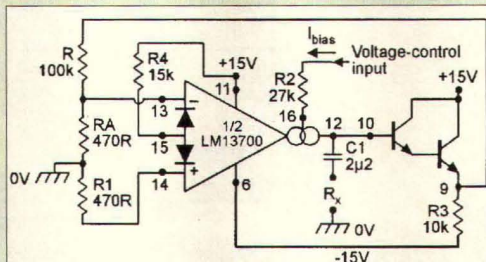 R
100k
R4
15k
+15V
11
I bias
Voltage-control
input
R2
27k
16
+15V
13
−
1/2
LM13700
12
10
RA
470R
15
C1
2µ2
0V
R1
470R
14
+
6
Rx
9
R3
10k
0V
-15V